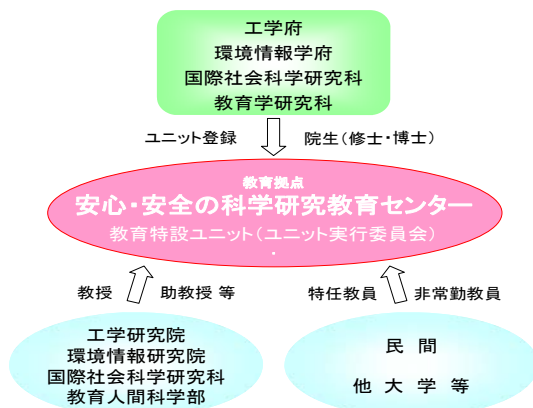 工学府
環境情報学府
国際社会科学研究科
教育学研究科
ユニット登録 院生(修士・博士)
教育拠点
安心・安全の科学研究教育センター
教育特設ユニット(ユニット実行委員会)
・
教授 助教授 等 特任教員 非常勤教員
工学研究院
環境情報研究院
国際社会科学研究科
教育人間科学部
民 間
他 大 学 等